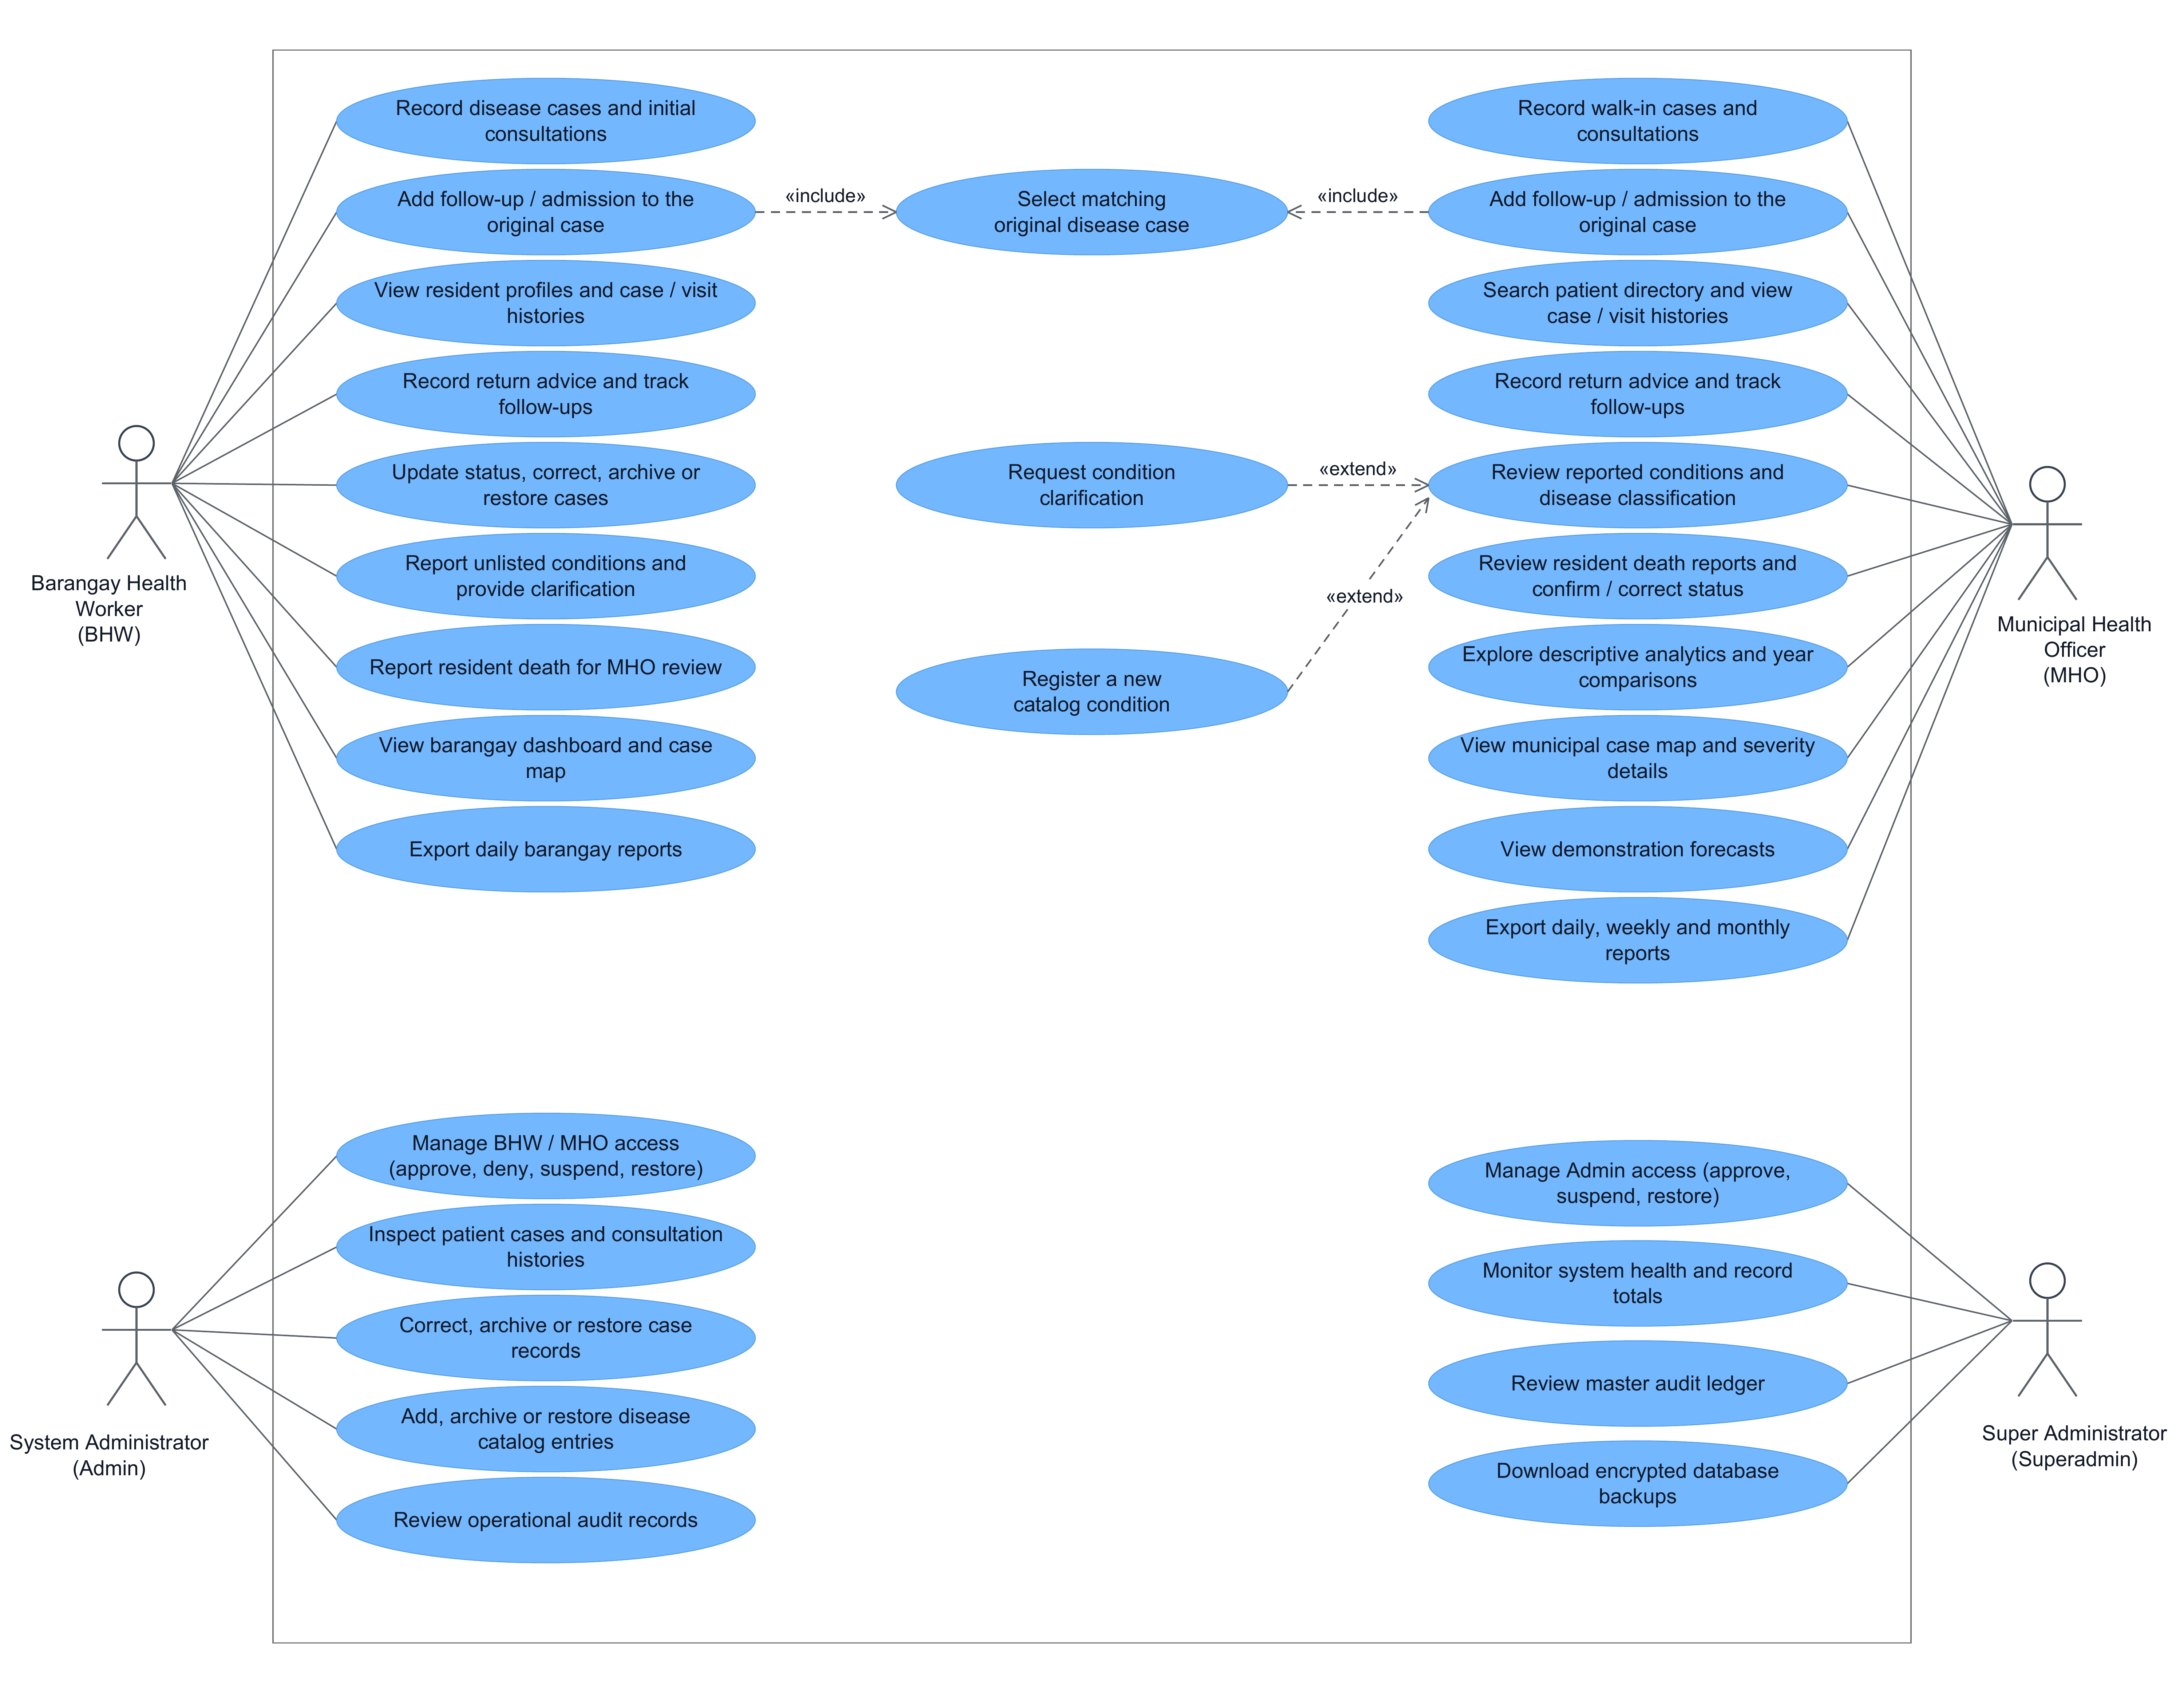 Record disease cases and initial
consultations
Add follow-up / admission to the
original case
View resident profiles and case / visit
histories
Record return advice and track
follow-ups
Update status, correct, archive or
restore cases
Report unlisted conditions and
provide clarification
Report resident death for MHO review
View barangay dashboard and case
map
Export daily barangay reports
Barangay Health
Worker
(BHW)
«include»
Select matching
original disease case
«include»
Request condition
clarification
«extend»
Register a new
catalog condition
«extend»
Record walk-in cases and
consultations
Add follow-up / admission to the
original case
Search patient directory and view
case / visit histories
Record return advice and track
follow-ups
Review reported conditions and
disease classification
Review resident death reports and
confirm / correct status
Explore descriptive analytics and year
comparisons
View municipal case map and severity
details
View demonstration forecasts
Export daily, weekly and monthly
reports
Municipal Health
Officer
(MHO)
Manage BHW / MHO access
(approve, deny, suspend, restore)
Inspect patient cases and consultation
histories
Correct, archive or restore case
records
Add, archive or restore disease
catalog entries
Review operational audit records
System Administrator
(Admin)
Manage Admin access (approve,
suspend, restore)
Monitor system health and record
totals
Review master audit ledger
Download encrypted database
backups
Super Administrator
(Superadmin)